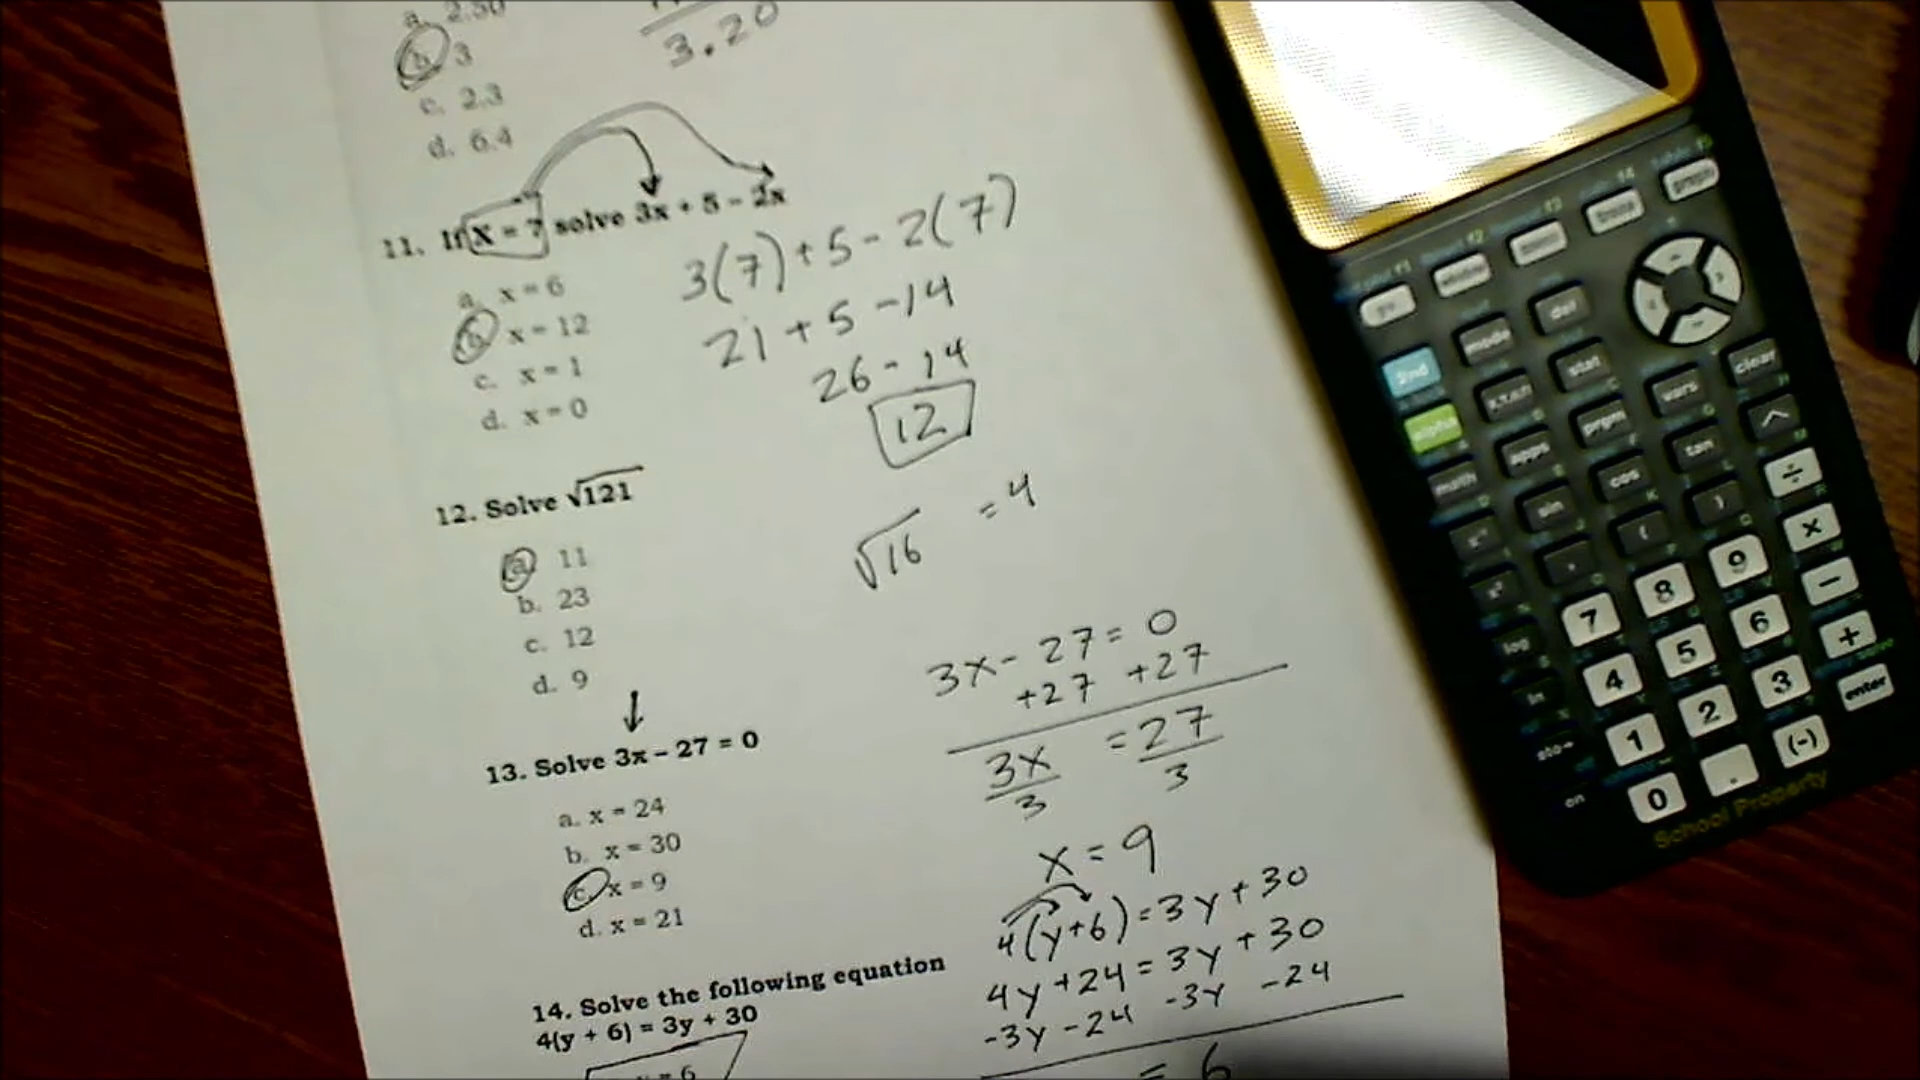 a. 2.50
b. 3
c. 2.3
d. 6.4
3.20
11. If x = 7 solve 3x + 5 - 2x
a. x = 6
b. x = 12
c. x = 1
d. x = 0
3(7) + 5 - 2(7)
21 + 5 - 14
26 - 14
12
12. Solve √121
a. 11
b. 23
c. 12
d. 9
√16 = 4
13. Solve 3x - 27 = 0
a. x = 24
b. x = 30
c. x = 9
d. x = 21
3x - 27 = 0
+27 +27
3x = 27
3 3
x = 9
14. Solve the following equation
4(y + 6) = 3y + 30
= 6
4(y+6) = 3y + 30
4y + 24 = 3y + 30
-3y - 24 -3y - 24
= 6
graph
trace
window
2nd
mode
del
alpha
X,T,θ,n
stat
math
apps
prgm
vars
clear
sin
cos
tan
^
÷
,
(
)
×
log
7
8
9
−
ln
4
5
6
+
sto→
1
2
3
enter
on
0
.
(-)
School Property